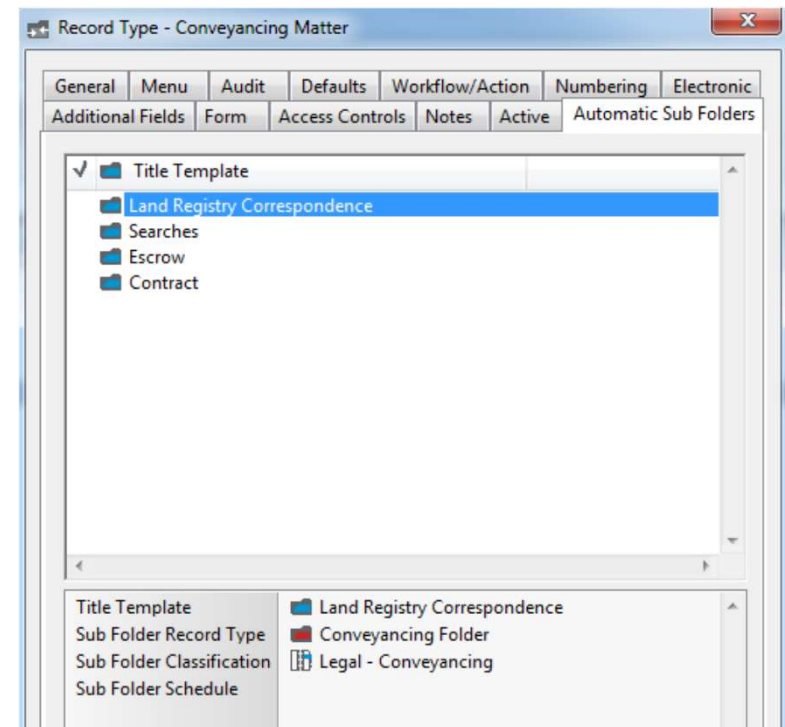 Record Type - Conveyancing Matter
General Menu Audit Defaults Workflow/Action Numbering Electronic
Additional Fields Form Access Controls Notes Active Automatic Sub Folders
Title Template
Land Registry Correspondence
Searches
Escrow
Contract
Title Template Land Registry Correspondence
Sub Folder Record Type Conveyancing Folder
Sub Folder Classification Legal - Conveyancing
Sub Folder Schedule